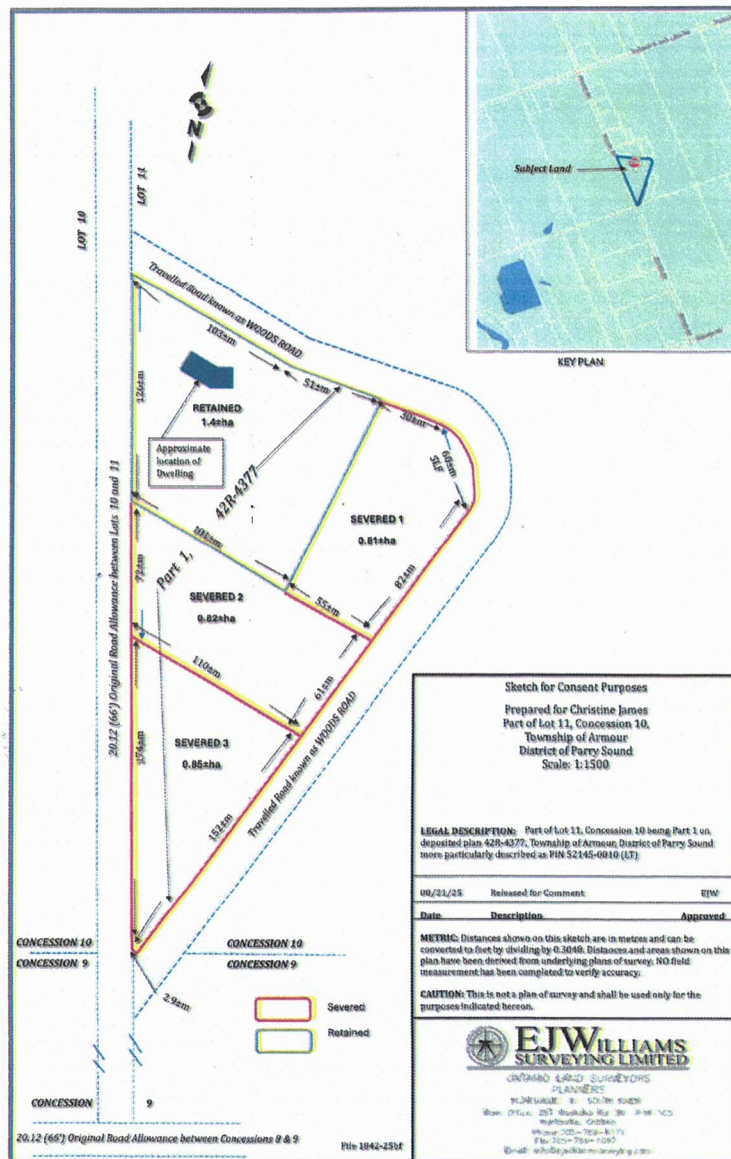 Subject Land
KEY PLAN
LOT 10
LOT 11
N
Travelled Road known as WOODS ROAD
103±m
51±m
30±m
60±m
SLF
126±m
RETAINED
1.4±ha
Approximate
location of
Dwelling
42R-4377
SEVERED 1
0.81±ha
20.12 (66') Original Road Allowance between Lots 10 and 11
101±m
72±m
Part 1,
SEVERED 2
0.82±ha
55±m
82±m
110±m
61±m
SEVERED 3
0.85±ha
174±m
152±m
Travelled Road known as WOODS ROAD
CONCESSION 10
CONCESSION 10
CONCESSION 9
CONCESSION 9
2.9±m
Severed
Retained
CONCESSION 9
20.12 (66') Original Road Allowance between Concessions 8 & 9
File 1842-25bf
Sketch for Consent Purposes
Prepared for Christine James
Part of Lot 11, Concession 10,
Township of Armour
District of Parry Sound
Scale: 1:1500
LEGAL DESCRIPTION: Part of Lot 11, Concession 10 being Part 1 on
deposited plan 42R-4377, Township of Armour, District of Parry Sound
more particularly described as PIN 52145-0010 (LT)
08/21/25 Released for Comment EJW
Date Description Approved
METRIC: Distances shown on this sketch are in metres and can be
converted to feet by dividing by 0.3048. Distances and areas shown on this
plan have been derived from underlying plans of survey. NO field
measurement has been completed to verify accuracy.
CAUTION: This is not a plan of survey and shall be used only for the
purposes indicated hereon.
EJWILLIAMS
SURVEYING LIMITED
ONTARIO LAND SURVEYORS
PLANNERS